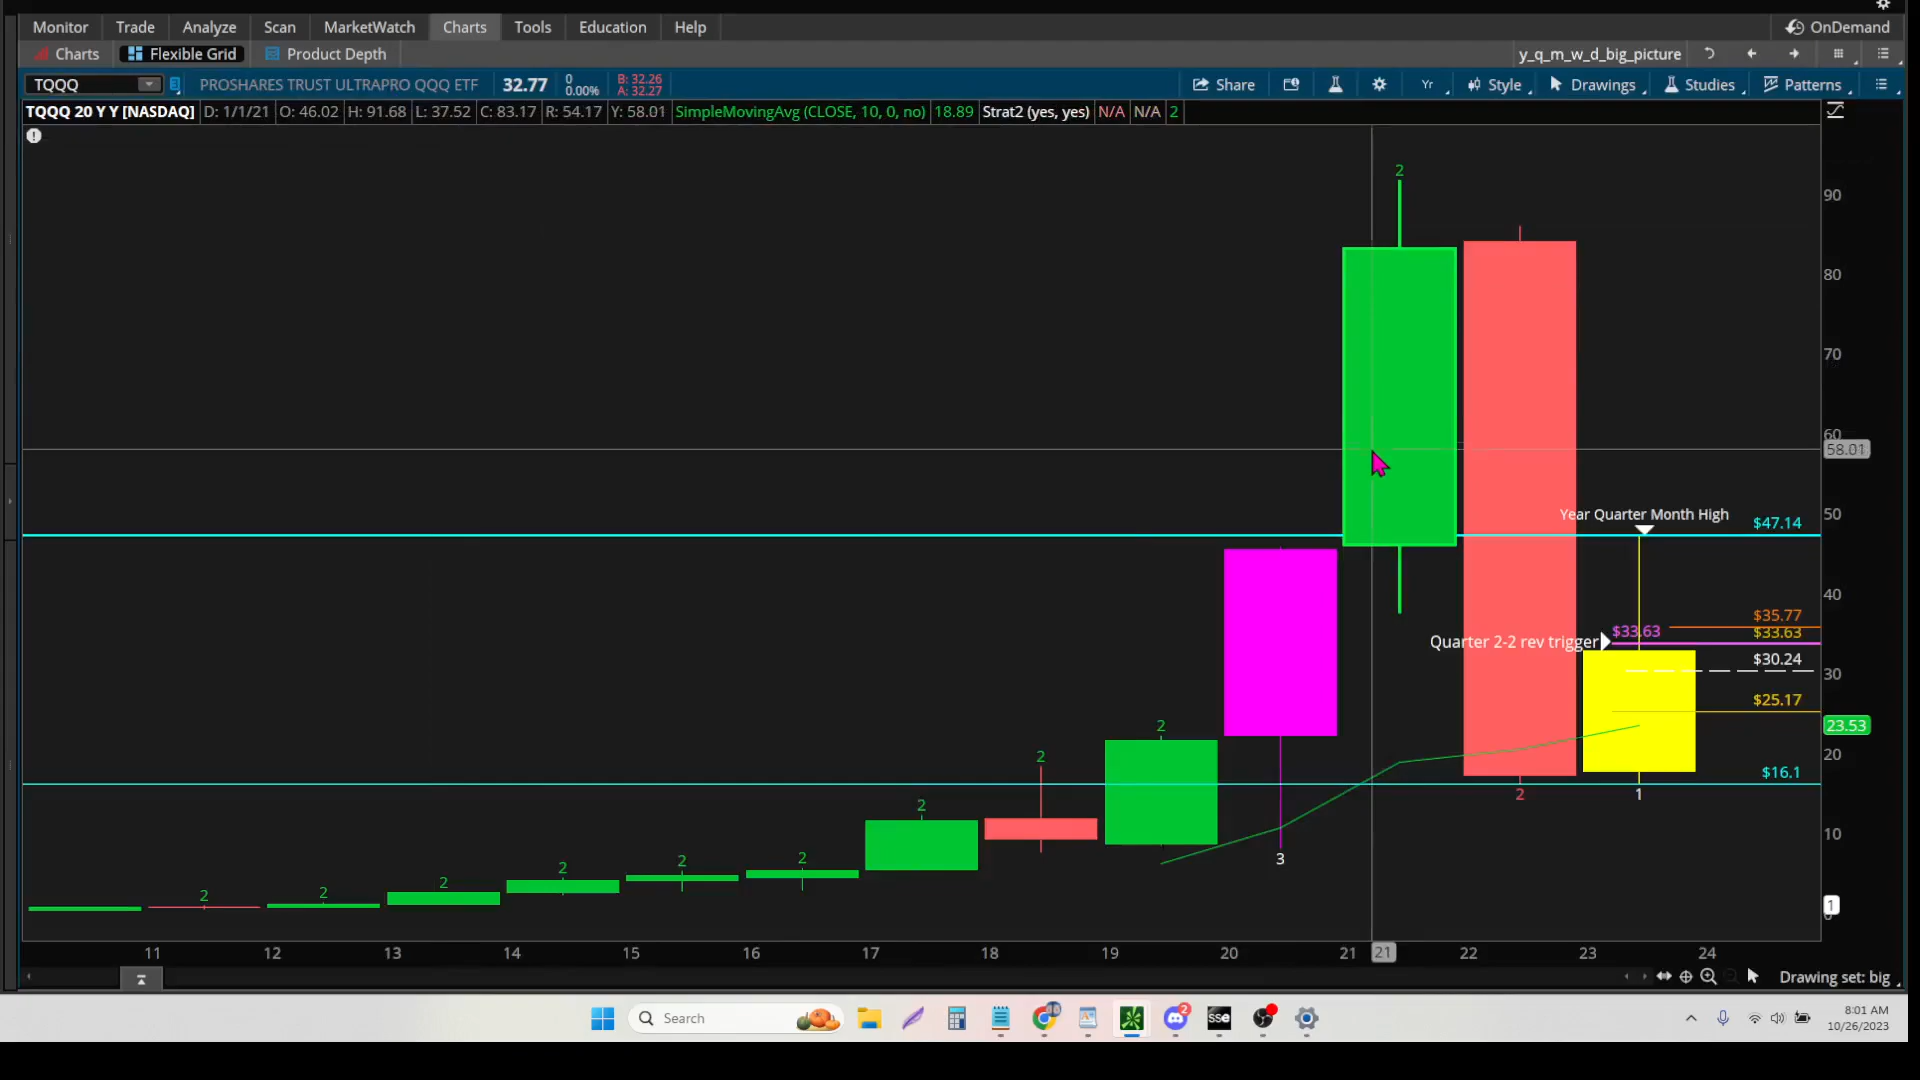 Monitor Trade Analyze Scan MarketWatch Charts Tools Education Help OnDemand
Charts Flexible Grid Product Depth y_q_m_w_d_big_picture
TQQQ PROSHARES TRUST ULTRAPRO QQQ ETF 32.77 0 B: 32.26 Share Yr Style Drawings Studies Patterns
0.00% A: 32.27
TQQQ 20 Y Y [NASDAQ] D: 1/1/21 O: 46.02 H: 91.68 L: 37.52 C: 83.17 R: 54.17 Y: 58.01 SimpleMovingAvg (CLOSE, 10, 0, no) 18.89 Strat2 (yes, yes) N/A N/A 2
2
90
80
70
60
58.01
Year Quarter Month High
50
$47.14
40
$35.77
$33.63 $33.63
Quarter 2-2 rev trigger
$30.24
30
$25.17
2 23.53
2 20
$16.1
2 1
2
10
2 2 3
2
2
2 2
1
11 12 13 14 15 16 17 18 19 20 21 21 22 23 24
Drawing set: big
Search 2 sse 8:01 AM
10/26/2023